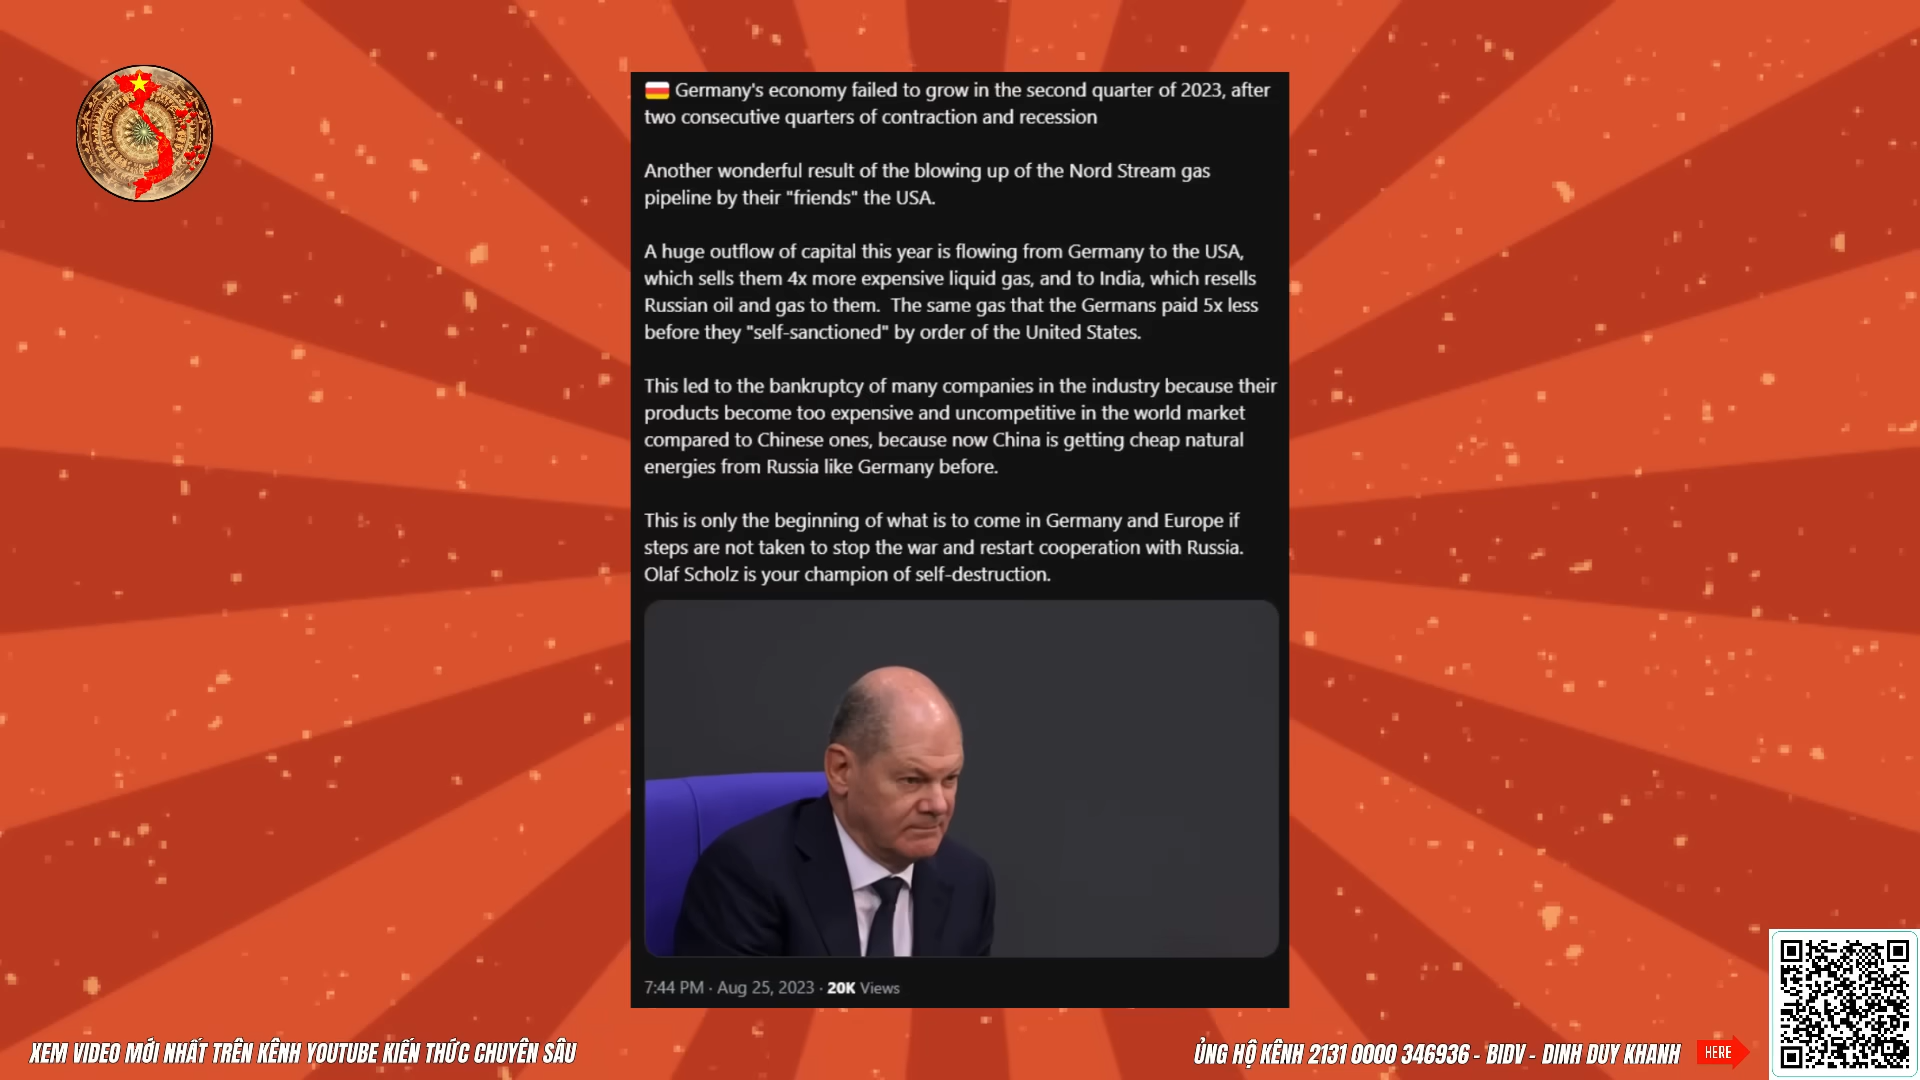 Germany's economy failed to grow in the second quarter of 2023, after
two consecutive quarters of contraction and recession
Another wonderful result of the blowing up of the Nord Stream gas
pipeline by their "friends" the USA.
A huge outflow of capital this year is flowing from Germany to the USA,
which sells them 4x more expensive liquid gas, and to India, which resells
Russian oil and gas to them.  The same gas that the Germans paid 5x less
before they "self-sanctioned" by order of the United States.
This led to the bankruptcy of many companies in the industry because their
products become too expensive and uncompetitive in the world market
compared to Chinese ones, because now China is getting cheap natural
energies from Russia like Germany before.
This is only the beginning of what is to come in Germany and Europe if
steps are not taken to stop the war and restart cooperation with Russia.
Olaf Scholz is your champion of self-destruction.
7:44 PM · Aug 25, 2023 · 20K Views
XEM VIDEO MỚI NHẤT TRÊN KÊNH YOUTUBE KIẾN THỨC CHUYÊN SÂU
ỦNG HỘ KÊNH 2131 0000 346936 - BIDV - DINH DUY KHANH
HERE